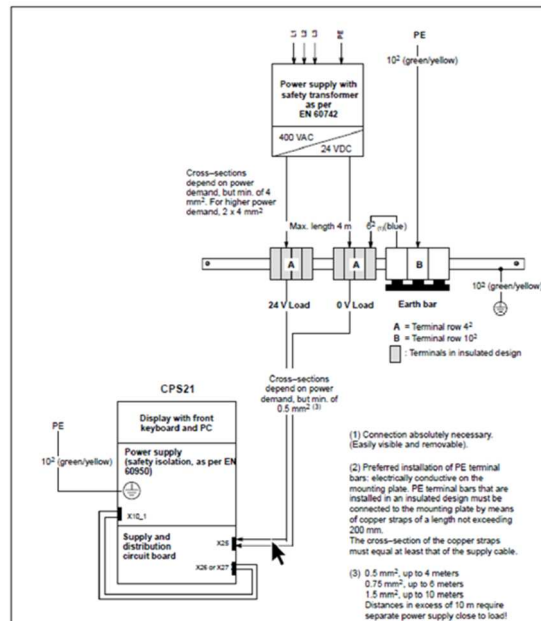 L1
L2
L3
PE
PE
10² (green/yellow)
Power supply with
safety transformer
as per
EN 60742
400 VAC
24 VDC
Cross–sections
depend on power
demand, but min. of 4
mm². For higher power
demand, 2 x 4 mm²
Max. length 4 m
6² (1)(blue)
A
A
B
10² (green/yellow)
24 V Load
0 V Load
Earth bar
A = Terminal row 4²
B = Terminal row 10²
: Terminals in insulated design
Cross–sections
depend on power
demand, but min. of
0.5 mm² (3)
CPS21
Display with front
keyboard and PC
PE
Power supply
(safety isolation, as per EN
60950)
10² (green/yellow)
X10_1
Supply and
distribution
circuit board
X25
X26 or X27
(1) Connection absolutely necessary.
(Easily visible and removable).
(2) Preferred installation of PE terminal
bars: electrically conductive on the
mounting plate. PE terminal bars that are
installed in an insulated design must be
connected to the mounting plate by means
of copper straps of a length not exceeding
200 mm.
The cross–section of the copper straps
must equal at least that of the supply cable.
(3) 0.5 mm², up to 4 meters
0.75 mm², up to 6 meters
1.5 mm², up to 10 meters
Distances in excess of 10 m require
separate power supply close to load!